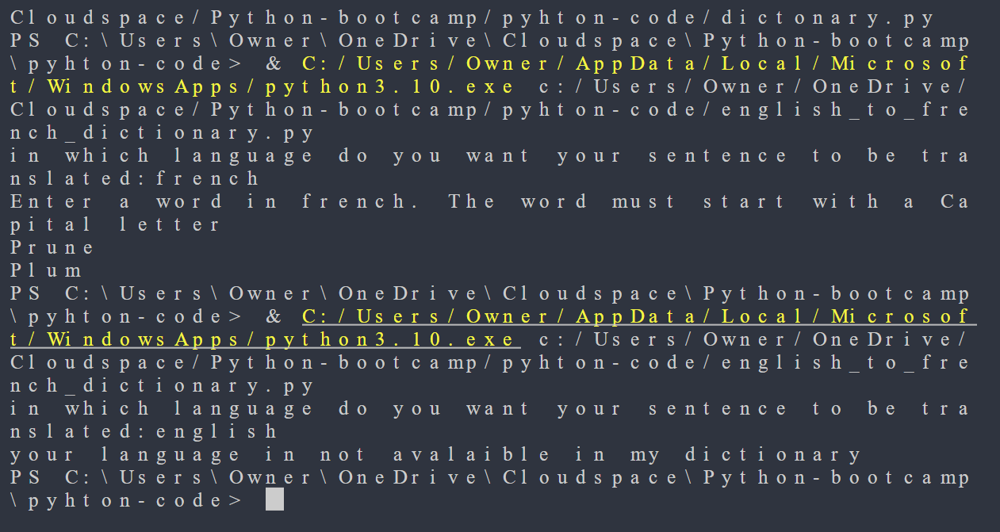 Cloudspace/Python-bootcamp/pyhton-code/dictonary.py
PS C:\Users\Owner\OneDrive\Cloudspace\Python-bootcamp
\pyhton-code> & C:/Users/Owner/AppData/Local/Microsof
t/WindowsApps/python3.10.exe c:/Users/Owner/OneDrive/
Cloudspace/Python-bootcamp/pyhton-code/english_to_fre
nch_dictionary.py
in which language do you want your sentence to be tra
nslated:french
Enter a word in french. The word must start with a Ca
pital letter
Prune
Plum
PS C:\Users\Owner\OneDrive\Cloudspace\Python-bootcamp
\pyhton-code> & C:/Users/Owner/AppData/Local/Microsof
t/WindowsApps/python3.10.exe c:/Users/Owner/OneDrive/
Cloudspace/Python-bootcamp/pyhton-code/english_to_fre
nch_dictionary.py
in which language do you want your sentence to be tra
nslated:english
your language in not avalaible in my dictionary
PS C:\Users\Owner\OneDrive\Cloudspace\Python-bootcamp
\pyhton-code>